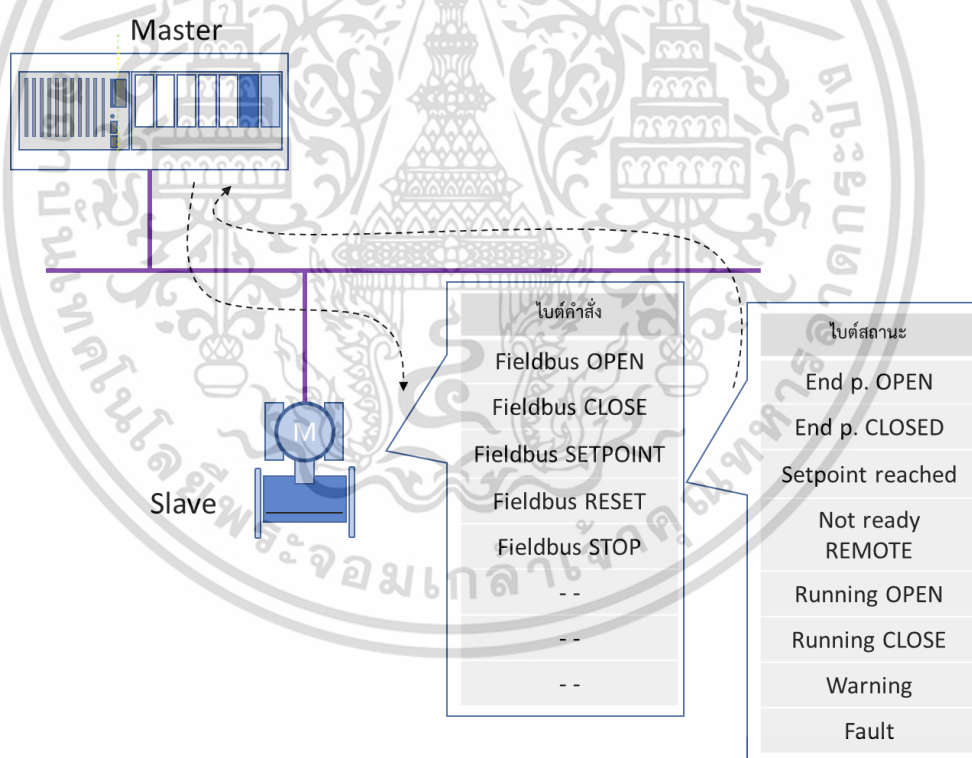 Master
M
Slave
ไบต์คำสั่ง
Fieldbus OPEN
Fieldbus CLOSE
Fieldbus SETPOINT
Fieldbus RESET
Fieldbus STOP
- -
- -
- -
ไบต์สถานะ
End p. OPEN
End p. CLOSED
Setpoint reached
Not ready
REMOTE
Running OPEN
Running CLOSE
Warning
Fault